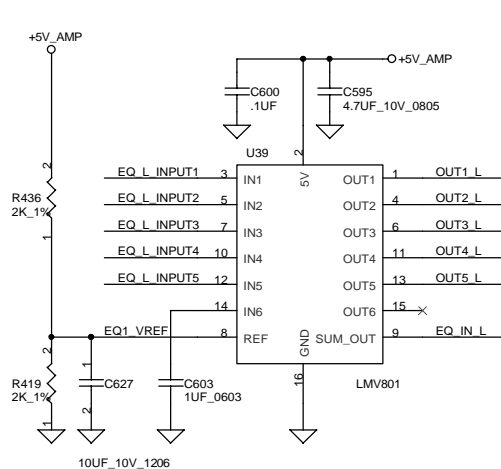 +5V_AMP
+5V_AMP
C600
.1UF
C595
4.7UF_10V_0805
U39
2
5V
EQ_L_INPUT1 3 IN1 OUT1 1 OUT1_L
EQ_L_INPUT2 5 IN2 OUT2 4 OUT2_L
EQ_L_INPUT3 7 IN3 OUT3 6 OUT3_L
EQ_L_INPUT4 10 IN4 OUT4 11 OUT4_L
EQ_L_INPUT5 12 IN5 OUT5 13 OUT5_L
14 IN6 OUT6 15
EQ1_VREF 8 REF GND SUM_OUT 9 EQ_IN_L
2
R436
2K_1%
1
2
R419
2K_1%
1
1
C627
2
C603
1UF_0603
16
LMV801
10UF_10V_1206